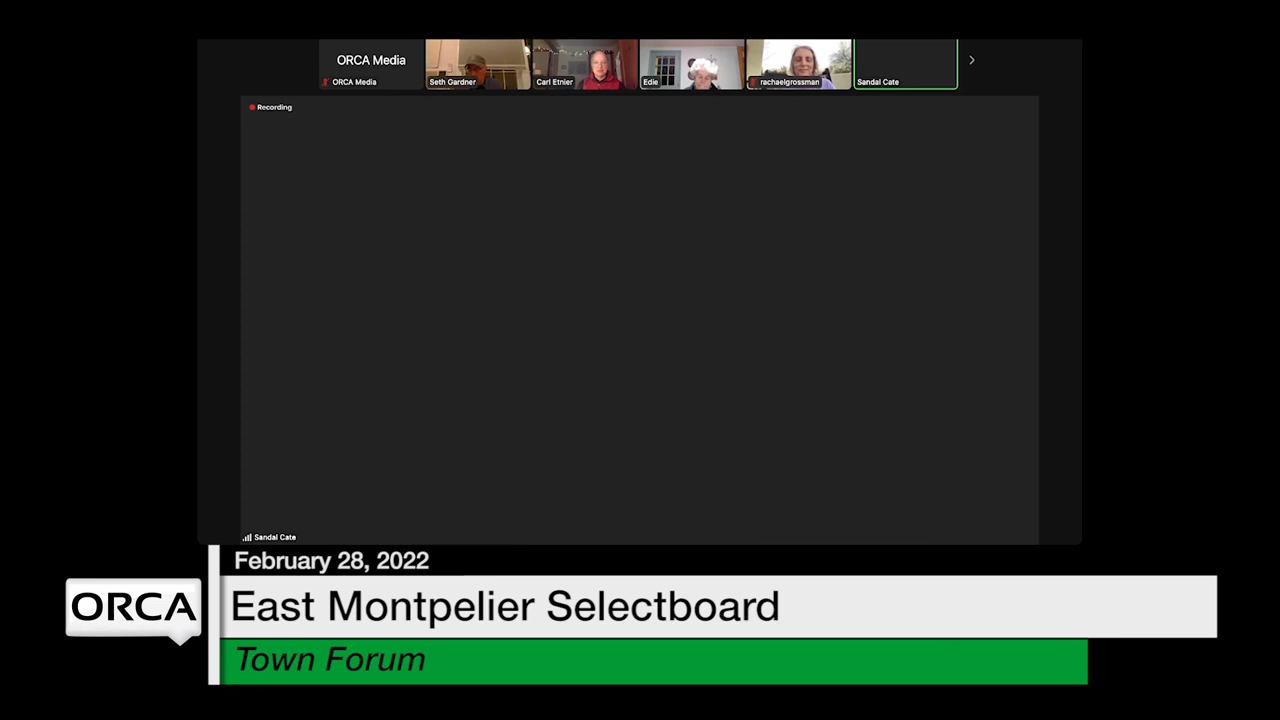 ORCA Media
ORCA Media
Seth Gardner
Carl Etnier
Edie
rachaelgrossman
Sandal Cate
Recording
Sandal Cate
February 28, 2022
ORCA
East Montpelier Selectboard
Town Forum